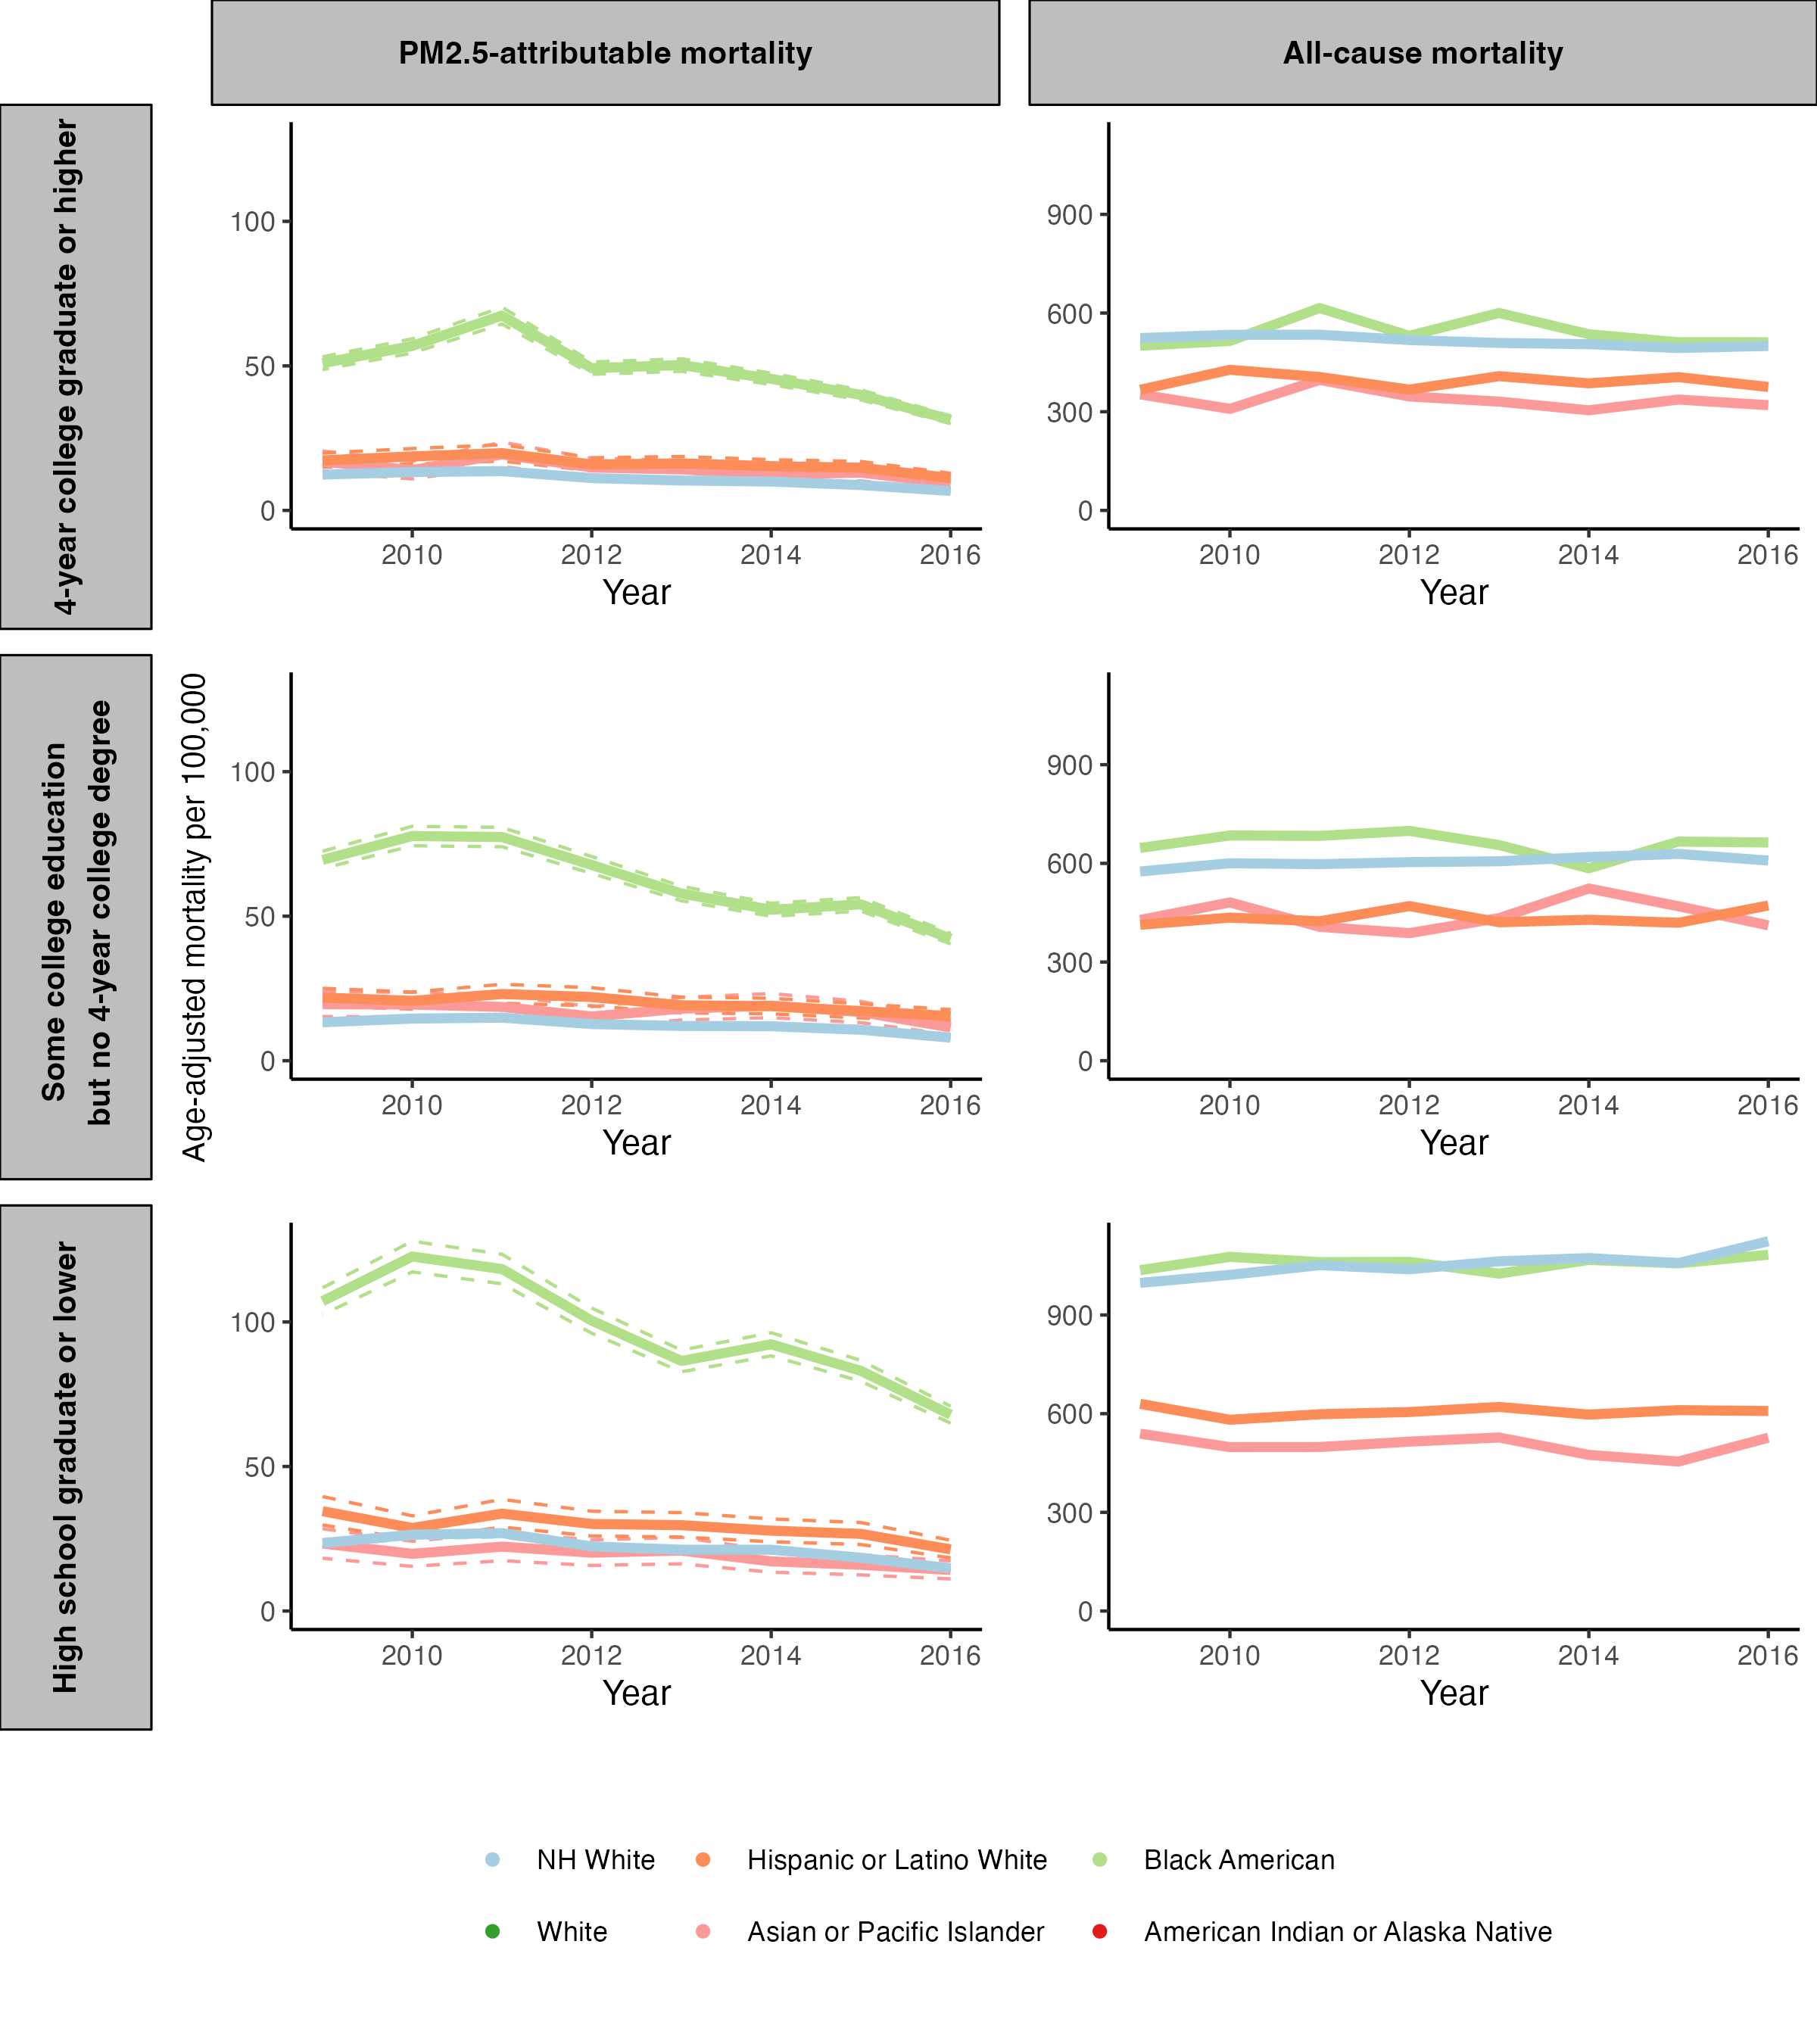 PM2.5-attributable mortality
All-cause mortality
4-year college graduate or higher
100
50
0
2010
2012
2014
2016
Year
900
600
300
0
2010
2012
2014
2016
Year
Some college education
but no 4-year college degree
Age-adjusted mortality per 100,000
100
50
0
2010
2012
2014
2016
Year
900
600
300
0
2010
2012
2014
2016
Year
High school graduate or lower
100
50
0
2010
2012
2014
2016
Year
900
600
300
0
2010
2012
2014
2016
Year
NH White
Hispanic or Latino White
Black American
White
Asian or Pacific Islander
American Indian or Alaska Native